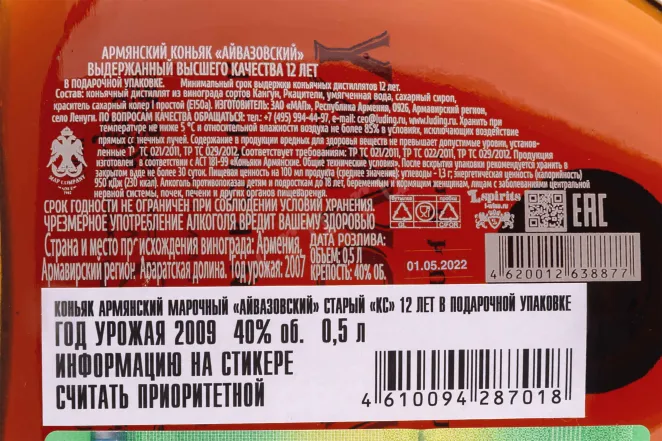 АРМЯНСКИЙ КОНЬЯК «АЙВАЗОВСКИЙ»
ВЫДЕРЖАННЫЙ ВЫСШЕГО КАЧЕСТВА 12 ЛЕТ
В ПОДАРОЧНОЙ УПАКОВКЕ. Минимальный срок выдержки коньячных дистиллятов 12 лет.
Состав: коньячный дистиллят из винограда сортов Кангун, Ркацители, умягченная вода, сахарный сироп,
краситель сахарный колер I простой (E150a). ИЗГОТОВИТЕЛЬ: ЗАО «МАП», Республика Армения, 0926, Армавирский регион,
село Ленуги. ПО ВОПРОСАМ КАЧЕСТВА ОБРАЩАТЬСЯ: тел.: +7 (495) 994-44-97, e-mail: ceo@luding.ru, www.luding.ru. Хранить при
температуре не ниже 5 °C и относительной влажности воздуха не более 85% в условиях, исключающих воздействие
прямых солнечных лучей. Содержание в продукции вредных для здоровья веществ не превышает допустимые уровни, установ-
ленные ТР ТС 021/2011, ТР ТС 029/2012. Соответствует требованиям: ТР ТС 021/2011, ТР ТС 022/2011, ТР ТС 029/2012. Продукция
изготовлена в соответствии с АСТ 181-99 «Коньяки Армении. Общие технические условия». После вскрытия упаковки рекомендуется хранить в
закрытом виде не более 30 суток. Пищевая ценность на 100 мл продукта (среднее значение): углеводы - 1,3 г; энергетическая ценность (калорийность)
950 кДж (230 ккал). Алкоголь противопоказан детям и подросткам до 18 лет, беременным и кормящим женщинам, лицам с заболеваниями центральной
нервной системы, почек, печени и других органов пищеварения.
СРОК ГОДНОСТИ НЕ ОГРАНИЧЕН ПРИ СОБЛЮДЕНИИ УСЛОВИЙ ХРАНЕНИЯ.
ЧРЕЗМЕРНОЕ УПОТРЕБЛЕНИЕ АЛКОГОЛЯ ВРЕДИТ ВАШЕМУ ЗДОРОВЬЮ
Страна и место происхождения винограда: Армения,
Армавирский регион. Араратская долина. Год урожая: 2007
ДАТА РОЗЛИВА:
ОБЪЕМ: 0,5 Л
КРЕПОСТЬ: 40% ОБ.
01.05.2022
GL
C/FOR
L.spirits
EAC
4620012638877
КОНЬЯК АРМЯНСКИЙ МАРОЧНЫЙ «АЙВАЗОВСКИЙ» СТАРЫЙ «КС» 12 ЛЕТ В ПОДАРОЧНОЙ УПАКОВКЕ
ГОД УРОЖАЯ 2009 40% об. 0,5 л
ИНФОРМАЦИЮ НА СТИКЕРЕ
СЧИТАТЬ ПРИОРИТЕТНОЙ
4610094287018